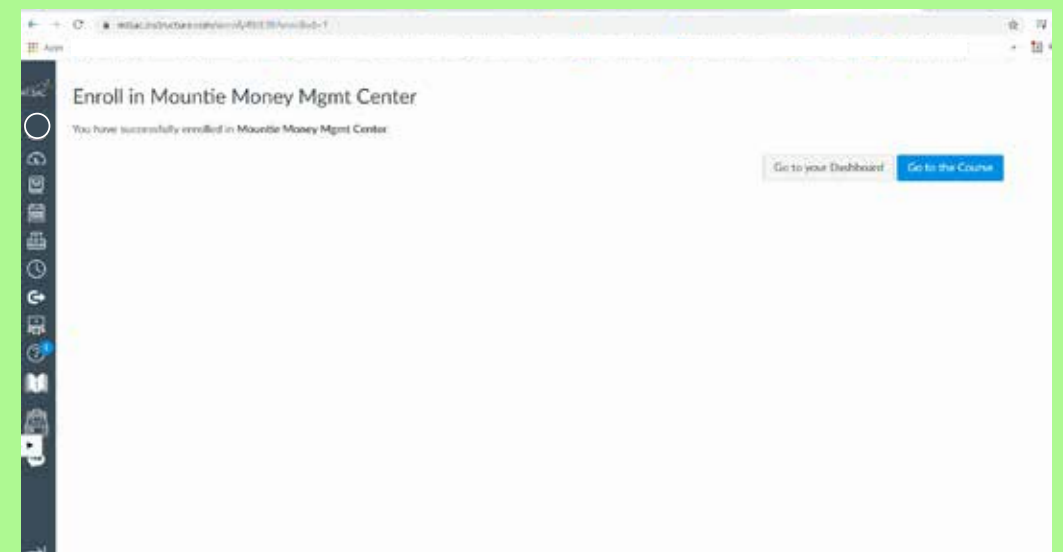 Apps
Enroll in Mountie Money Mgmt Center
You have successfully enrolled in Mountie Money Mgmt Center
Go to your Dashboard
Go to the Course